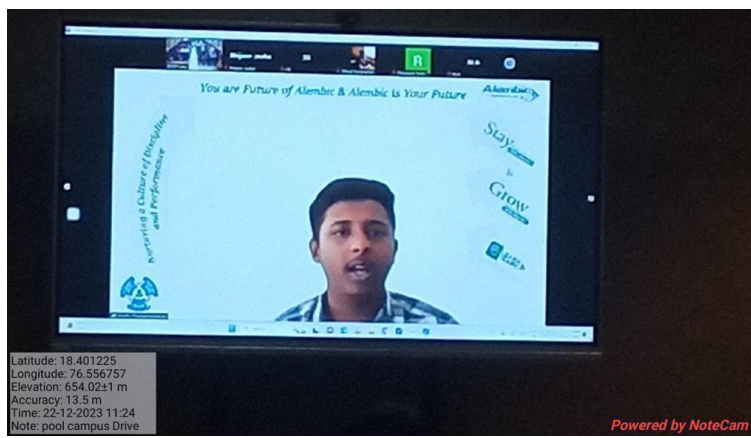 You are Future of Alembic & Alembic is Your Future
Alembic
Nurturing a Culture of Discipline
and Performance
Stay
&
Grow
R
Latitude: 18.401225
Longitude: 76.556757
Elevation: 654.02±1 m
Accuracy: 13.5 m
Time: 22-12-2023 11:24
Note: pool campus Drive
Powered by NoteCam